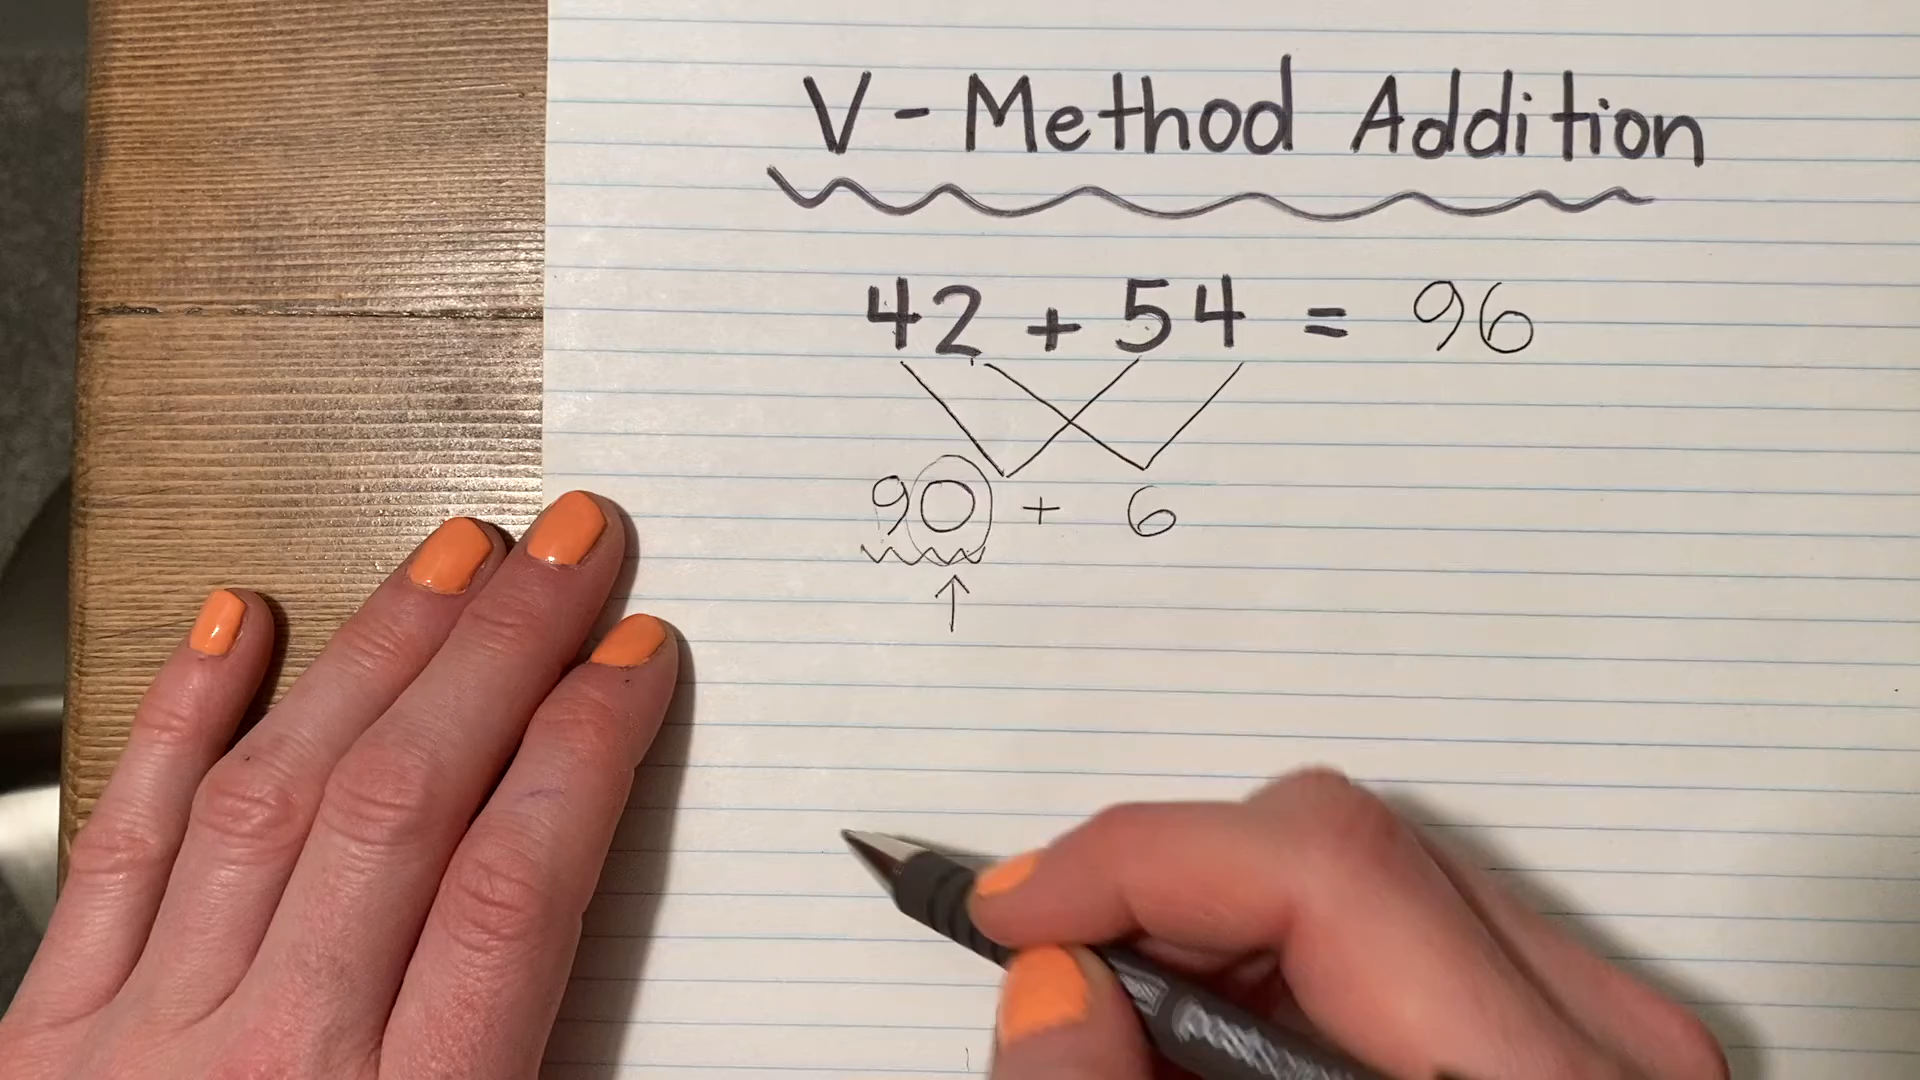 V - Method Addition
42 + 54 = 96
90 + 6